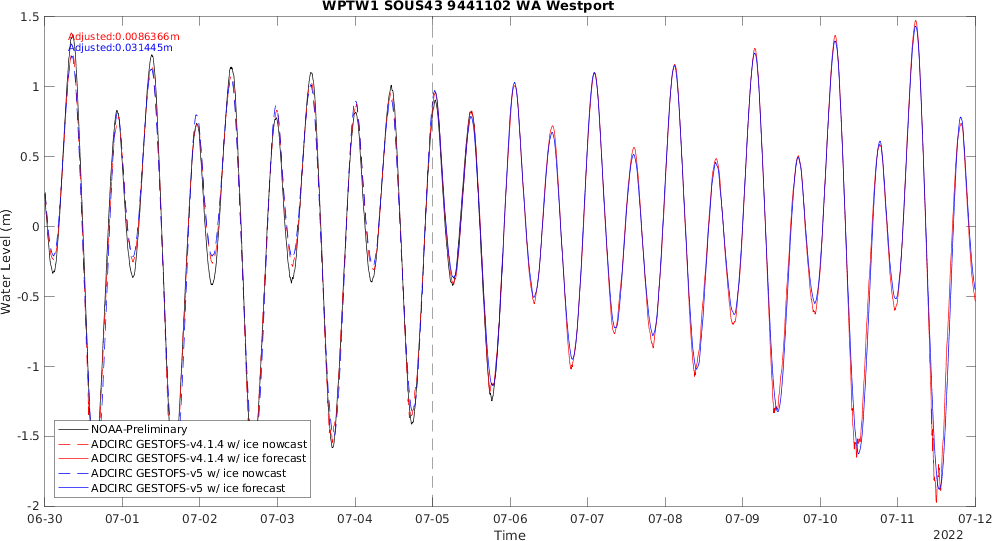 WPTW1 SOUS43 9441102 WA Westport
Adjusted:0.0086366m
Adjusted:0.031445m
Water Level (m)
1.5
1
0.5
0
-0.5
-1
-1.5
-2
NOAA-Preliminary
ADCIRC GESTOFS-v4.1.4 w/ ice nowcast
ADCIRC GESTOFS-v4.1.4 w/ ice forecast
ADCIRC GESTOFS-v5 w/ ice nowcast
ADCIRC GESTOFS-v5 w/ ice forecast
06-30 07-01 07-02 07-03 07-04 07-05 07-06 07-07 07-08 07-09 07-10 07-11 07-12
Time
2022